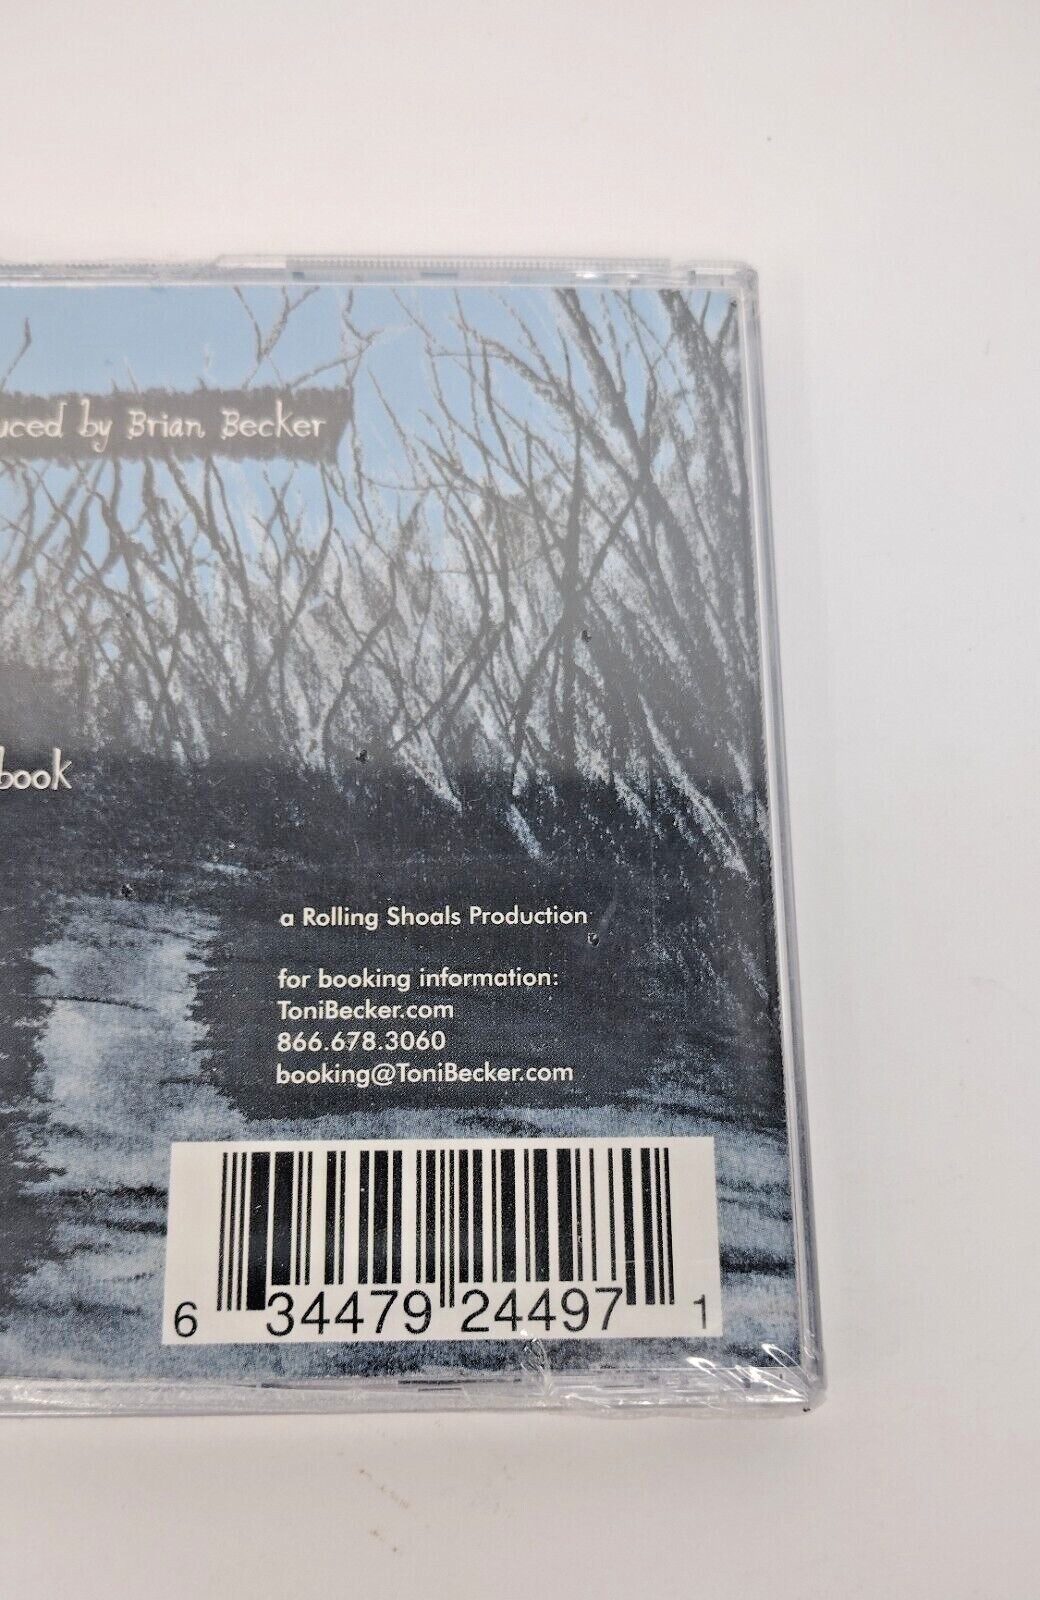 uced by Brian Becker
book
a Rolling Shoals Production
for booking information:
ToniBecker.com
866.678.3060
booking@ToniBecker.com
6 34479 24497 1